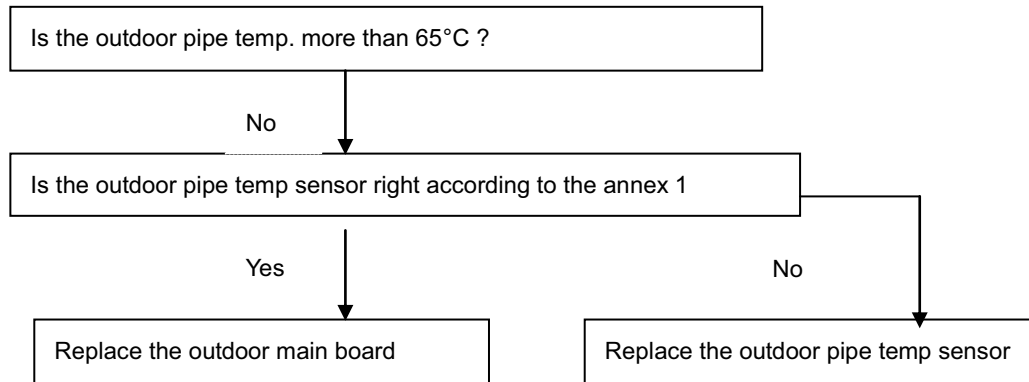 Is the outdoor pipe temp. more than 65°C ?
No
Is the outdoor pipe temp sensor right according to the annex 1
Yes
No
Replace the outdoor main board
Replace the outdoor pipe temp sensor